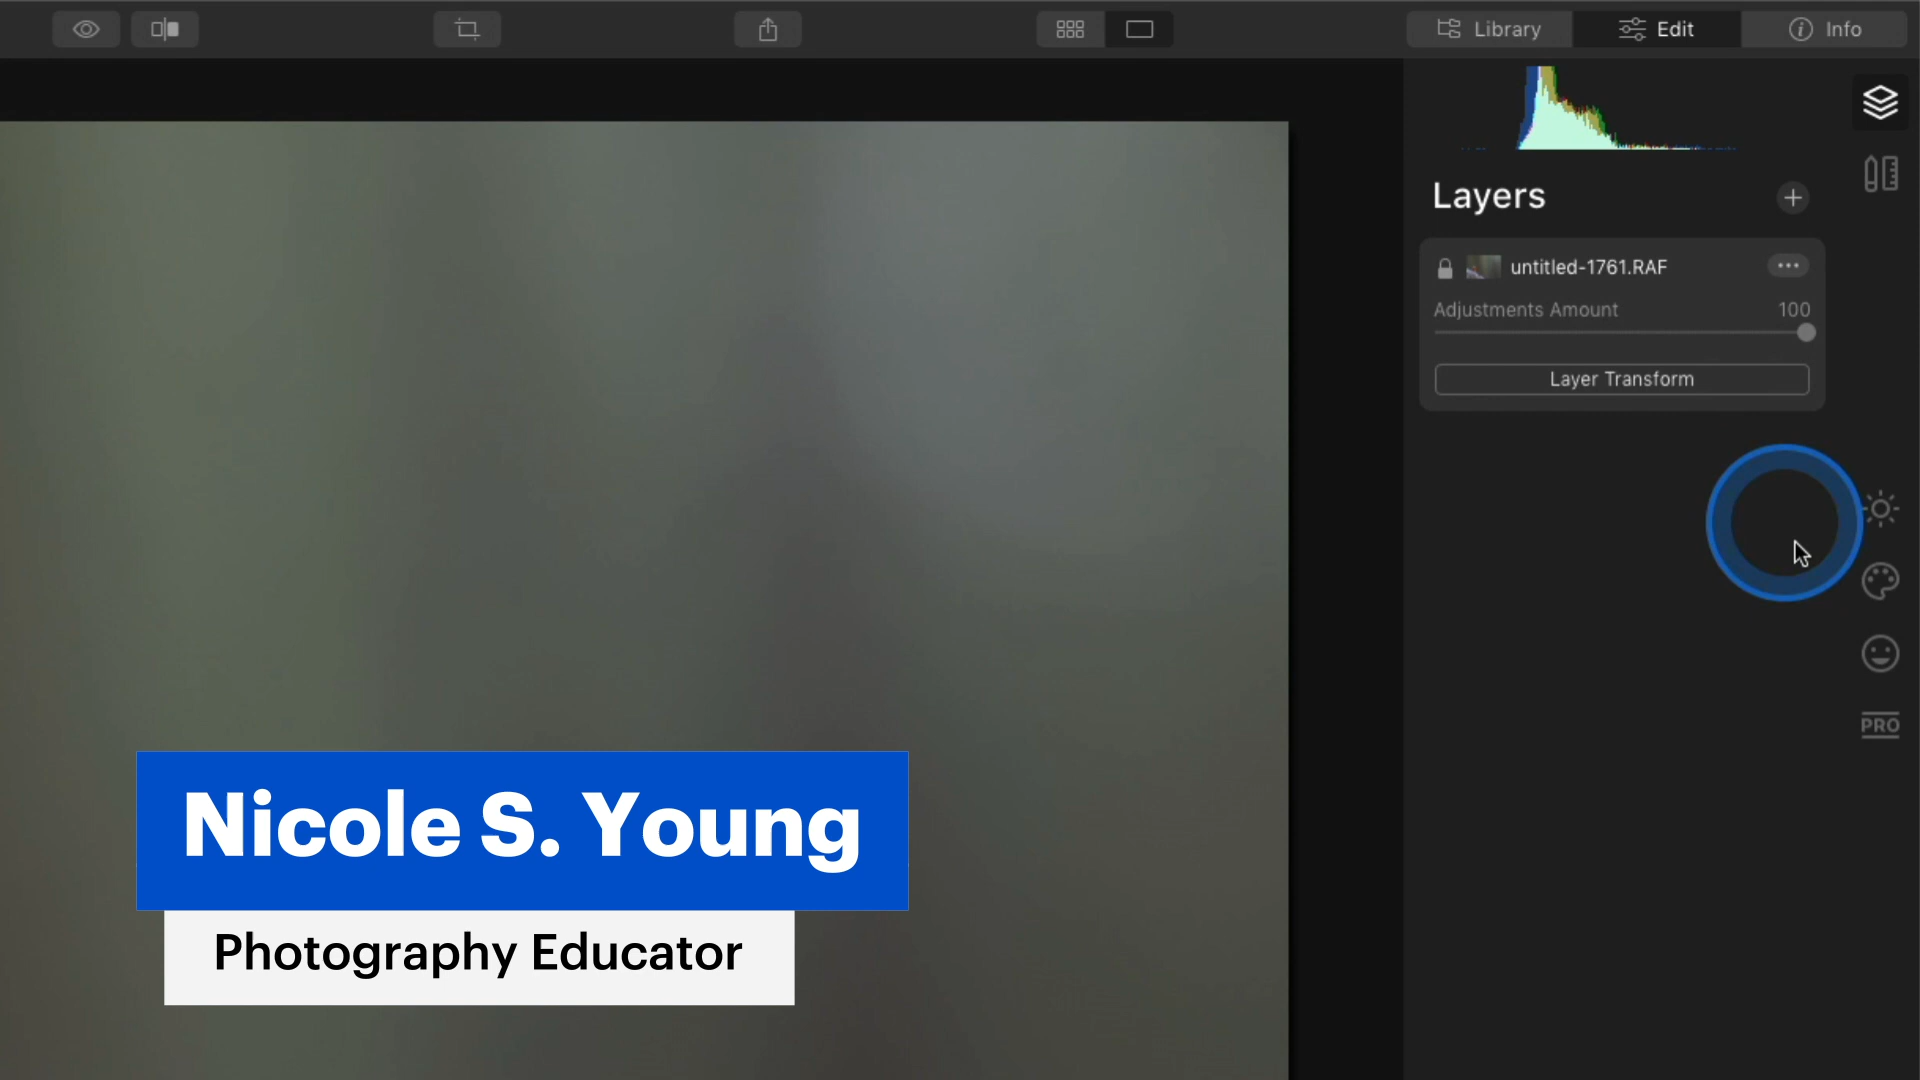 Library
Edit
Info
Layers
untitled-1761.RAF
Adjustments Amount 100
Layer Transform
PRO
Nicole S. Young
Photography Educator